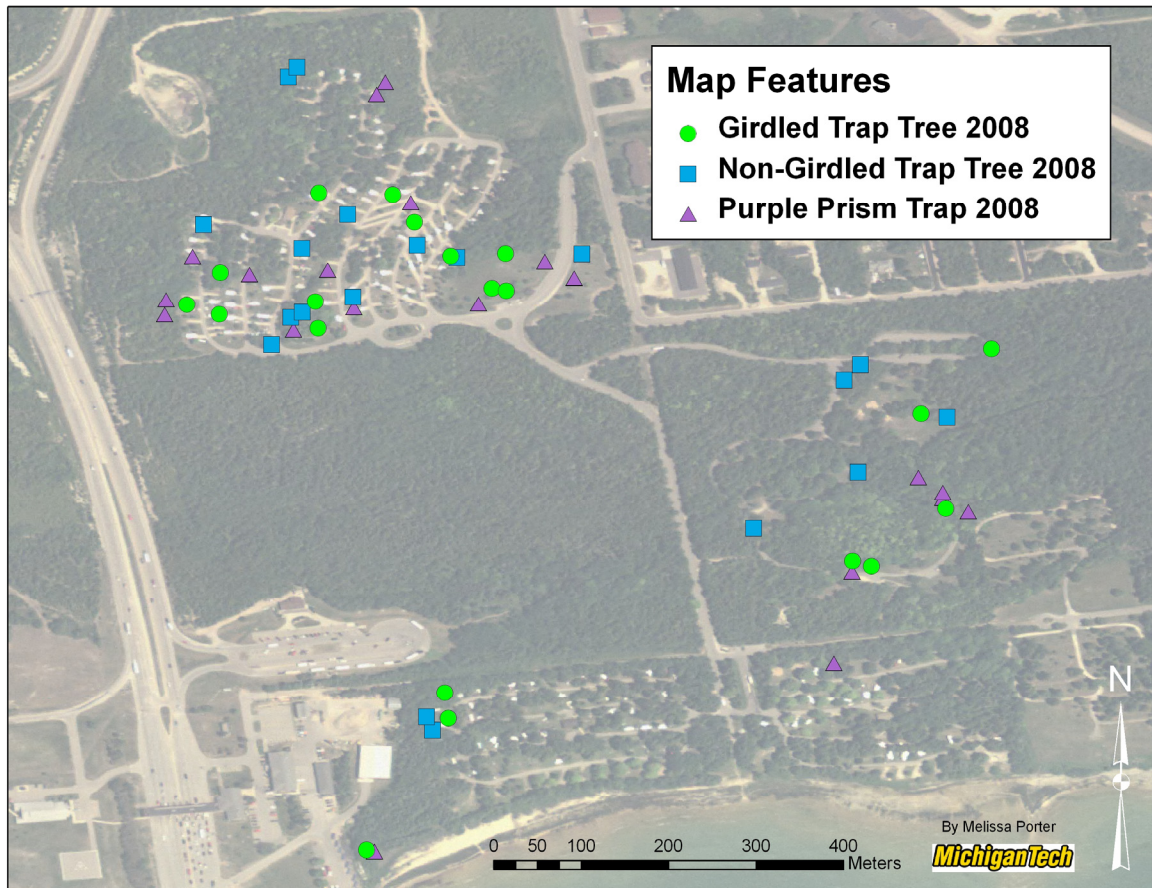 Map Features
Girdled Trap Tree 2008
Non-Girdled Trap Tree 2008
Purple Prism Trap 2008
N
By Melissa Porter
MichiganTech
0 50 100 200 300 400
Meters